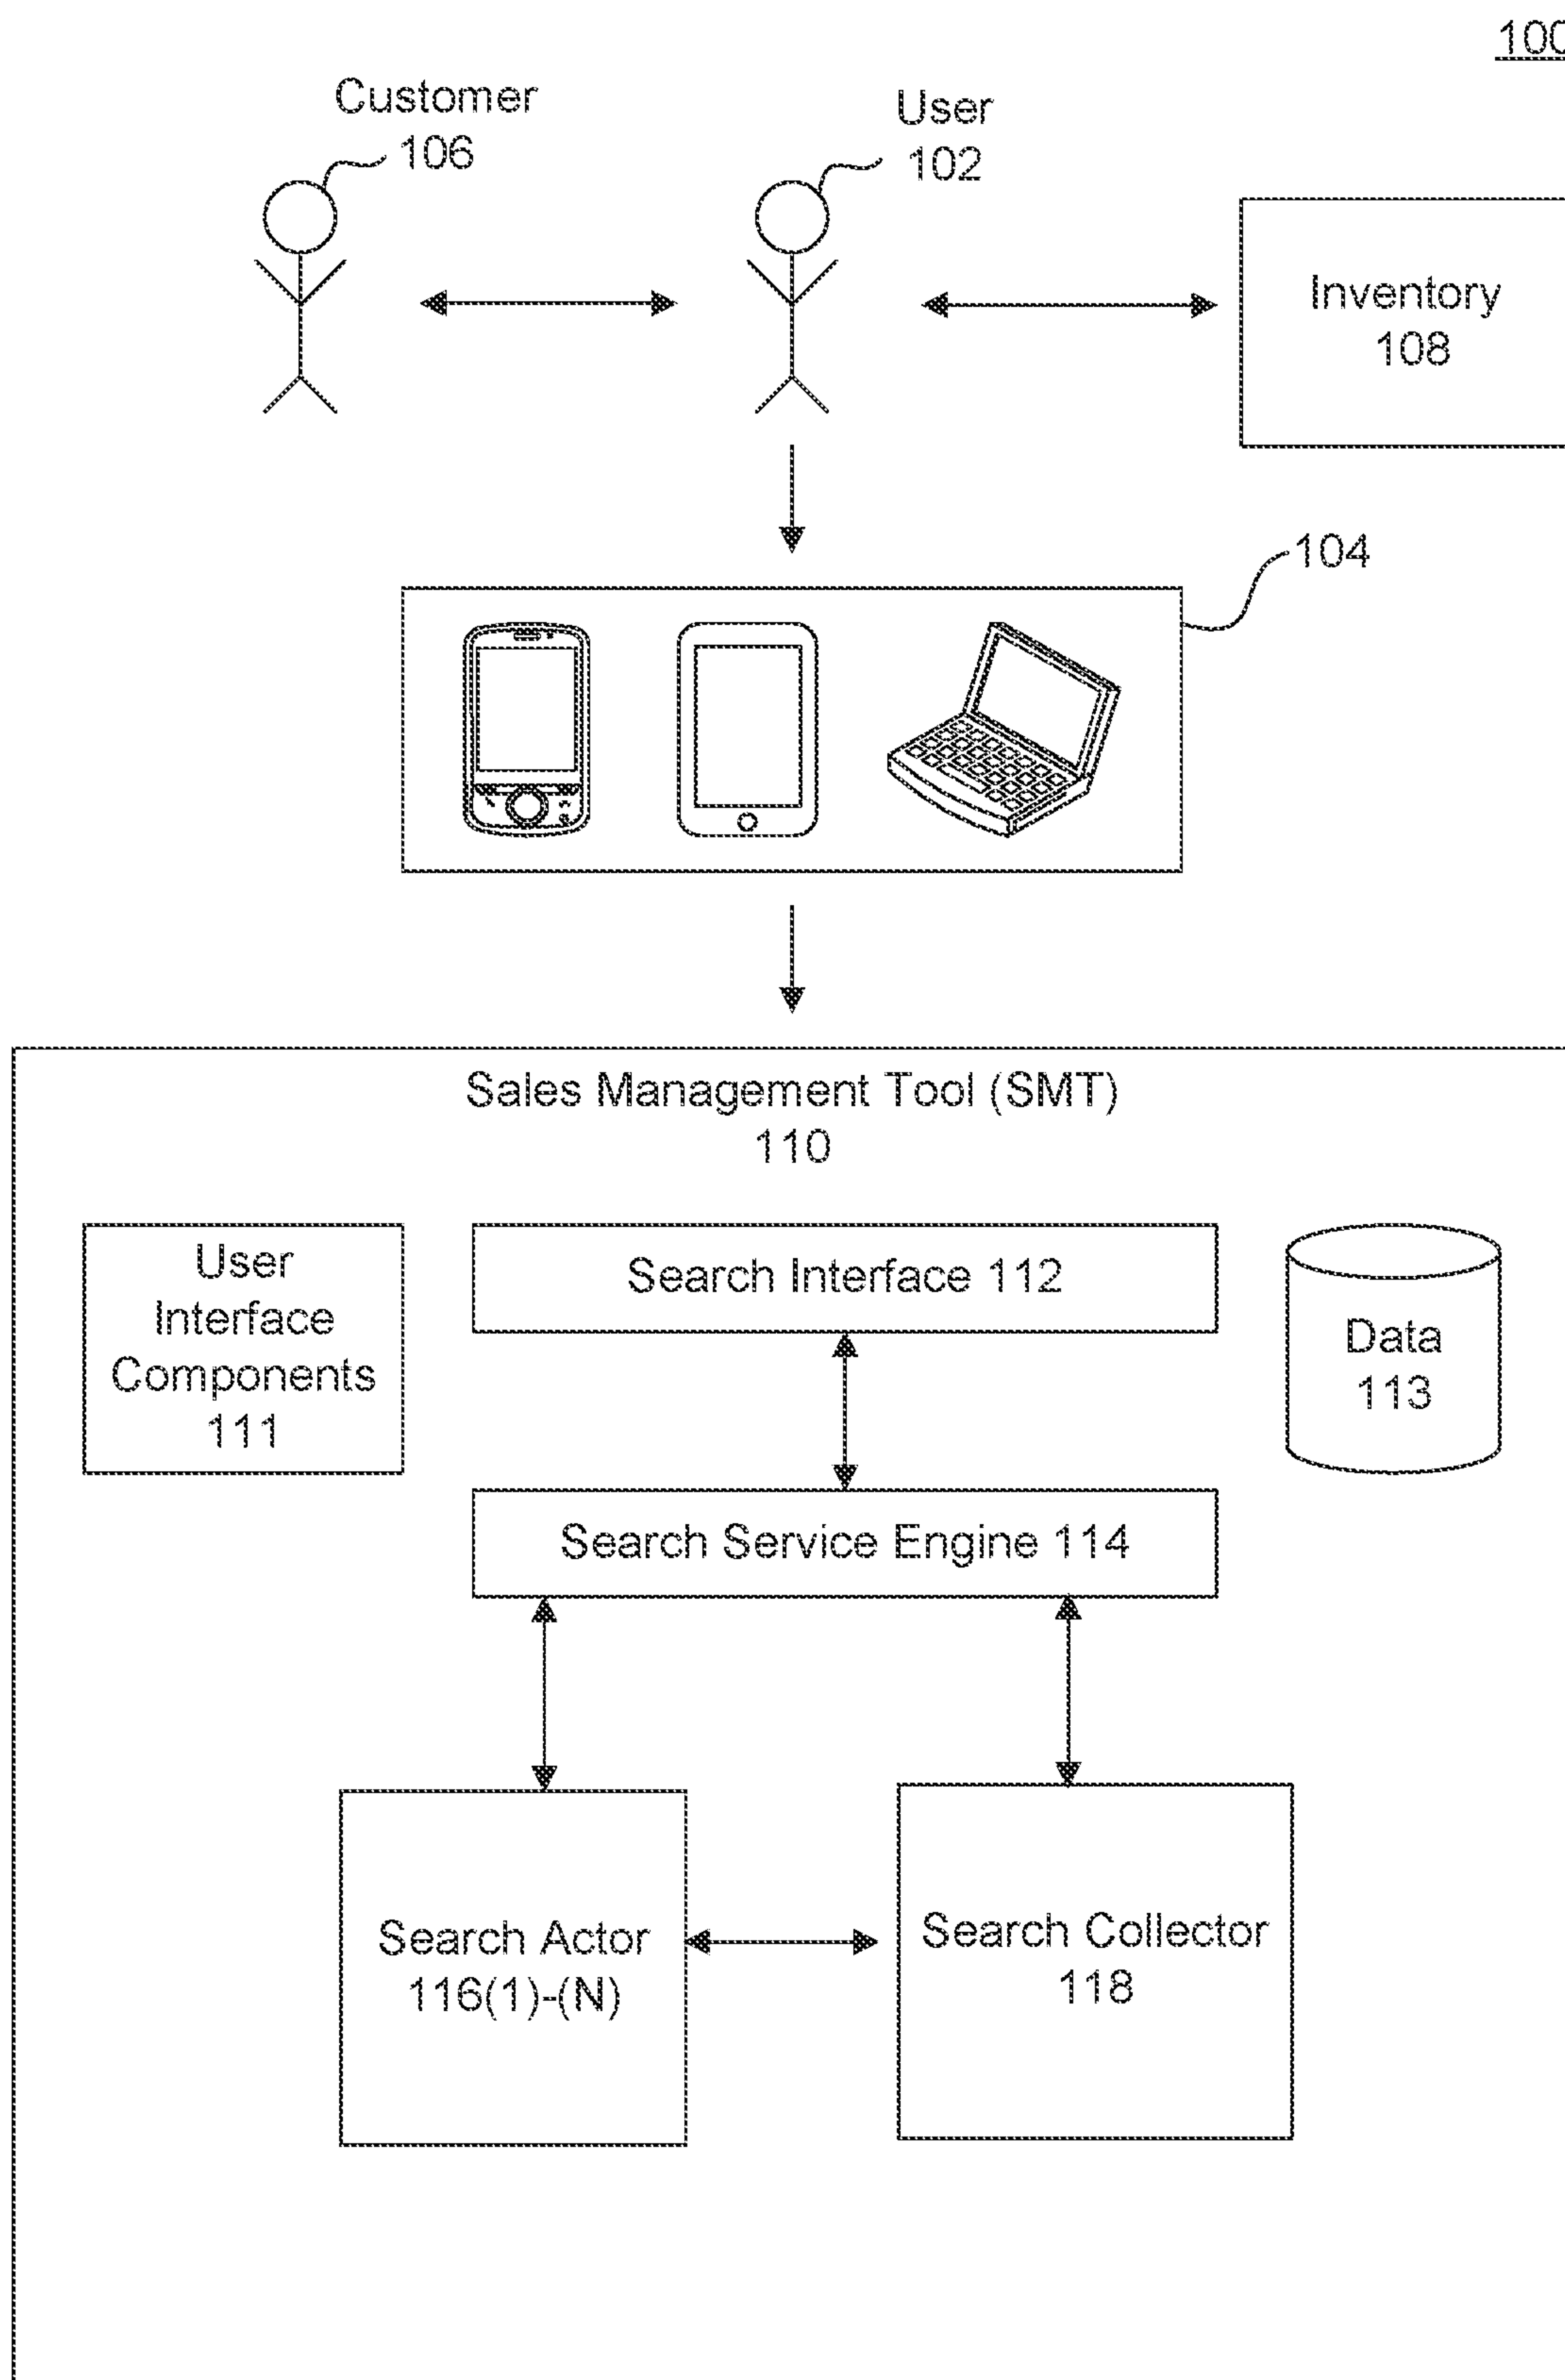 100
Customer
106
User
102
Inventory
108
104
Sales Management Tool (SMT)
110
User
Interface
Components
111
Search Interface 112
Data
113
Search Service Engine 114
Search Actor
116(1)-(N)
Search Collector
118